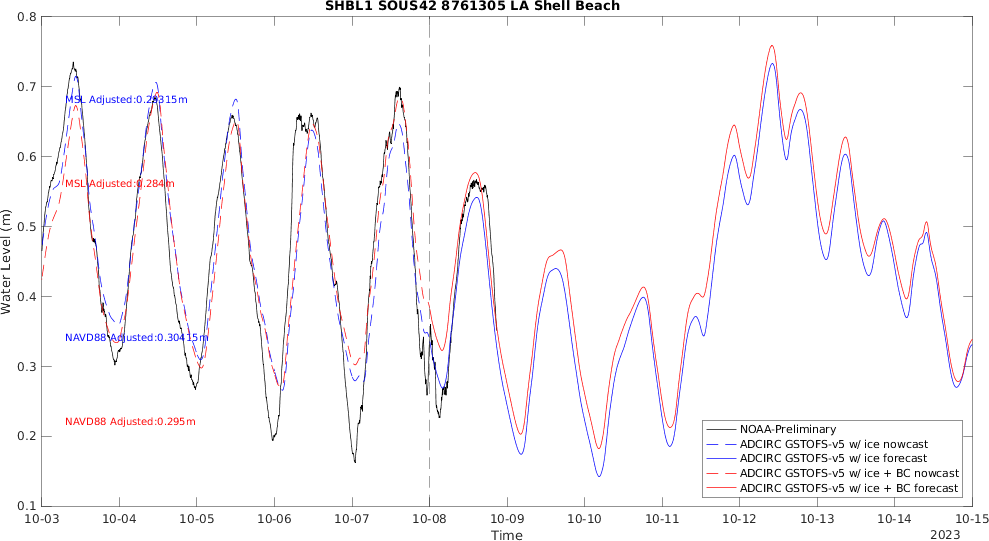 SHBL1 SOUS42 8761305 LA Shell Beach
Water Level (m)
0.8
0.7
0.6
0.5
0.4
0.3
0.2
0.1
MSL Adjusted:0.28315m
MSL Adjusted:0.284m
NAVD88 Adjusted:0.30415m
NAVD88 Adjusted:0.295m
NOAA-Preliminary
ADCIRC GSTOFS-v5 w/ ice nowcast
ADCIRC GSTOFS-v5 w/ ice forecast
ADCIRC GSTOFS-v5 w/ ice + BC nowcast
ADCIRC GSTOFS-v5 w/ ice + BC forecast
10-03 10-04 10-05 10-06 10-07 10-08 10-09 10-10 10-11 10-12 10-13 10-14 10-15
Time
2023